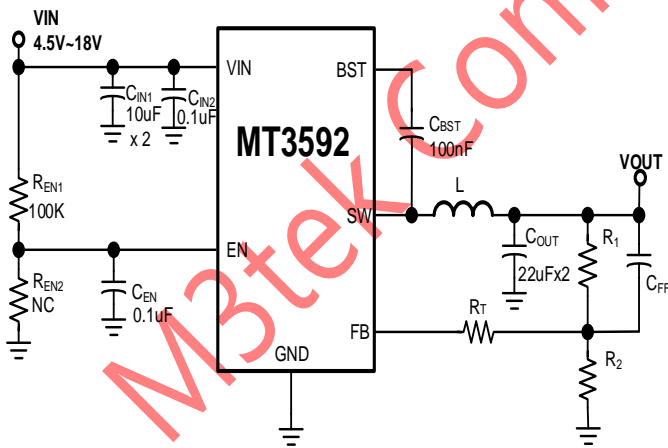 VIN
4.5V~18V
VIN
BST
CIN1
10uF
x 2
CIN2
0.1uF
CBST
100nF
MT3592
VOUT
REN1
100K
L
SW
COUT
22uFx2
R1
CFF
EN
REN2
NC
CEN
0.1uF
RT
FB
GND
R2
M3tek Com